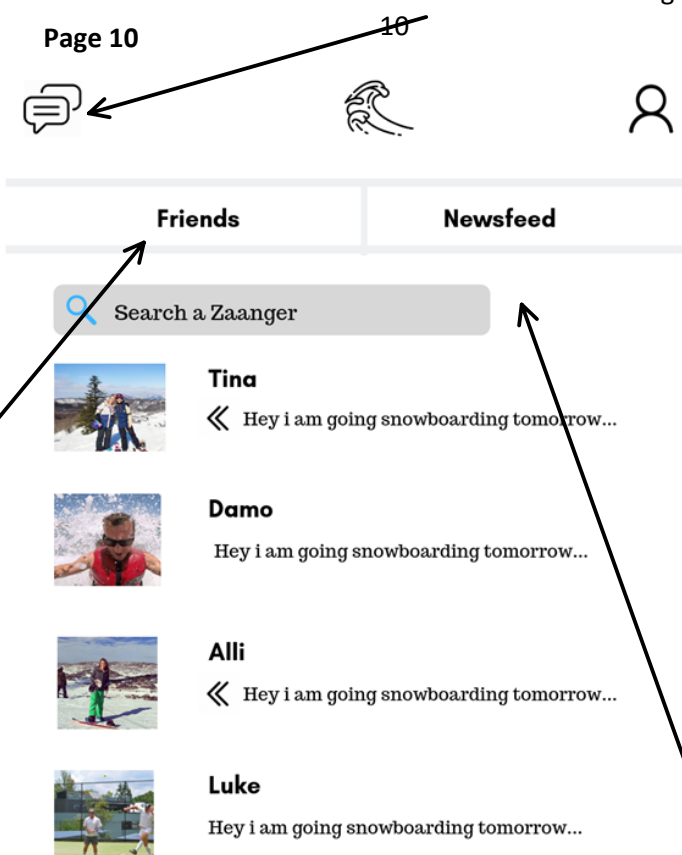 10
Page 10
Friends
Newsfeed
Search a Zaanger
Tina
Hey i am going snowboarding tomorrow...
Damo
Hey i am going snowboarding tomorrow...
Alli
Hey i am going snowboarding tomorrow...
Luke
Hey i am going snowboarding tomorrow...